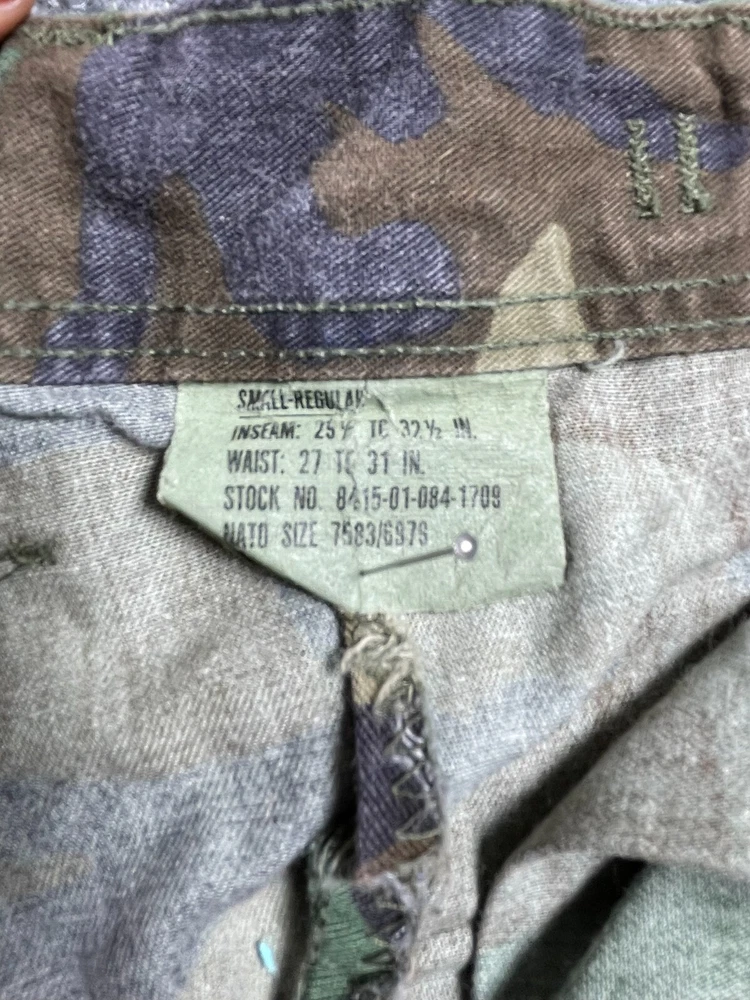 SMALL-REGULAR
INSEAM: 29½ TO 32½ IN.
WAIST: 27 TO 31 IN.
STOCK NO. 8415-01-084-1709
NATO SIZE 7583/6979